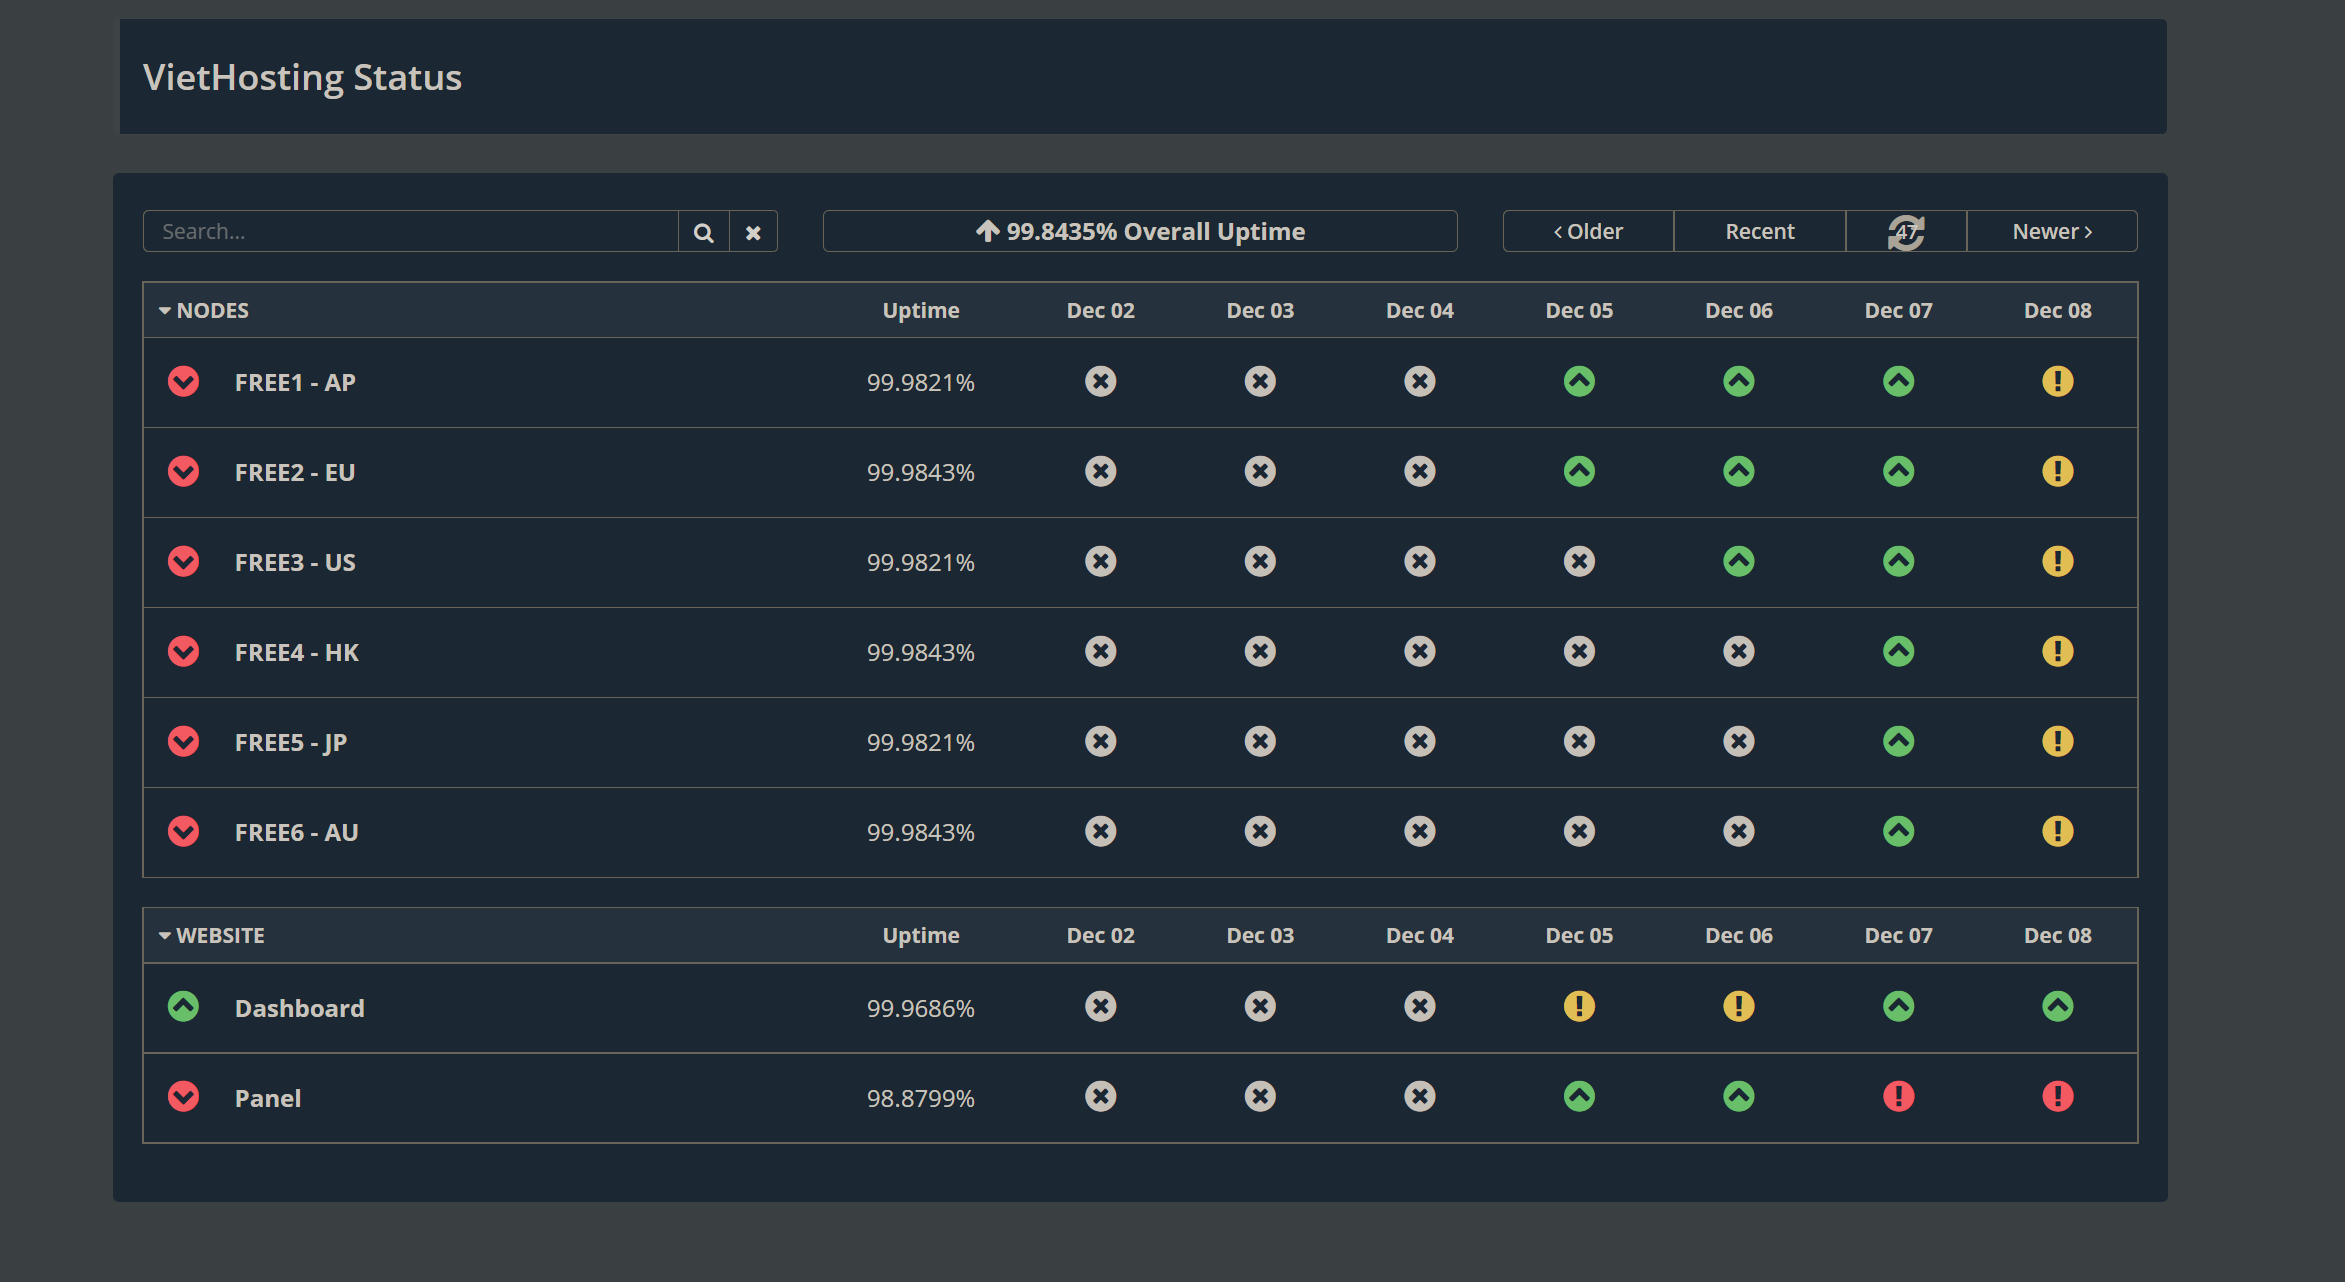 VietHosting Status
Search...
99.8435% Overall Uptime
Older Recent 47 Newer
NODES Uptime Dec 02 Dec 03 Dec 04 Dec 05 Dec 06 Dec 07 Dec 08
FREE1 - AP 99.9821%
FREE2 - EU 99.9843%
FREE3 - US 99.9821%
FREE4 - HK 99.9843%
FREE5 - JP 99.9821%
FREE6 - AU 99.9843%
WEBSITE Uptime Dec 02 Dec 03 Dec 04 Dec 05 Dec 06 Dec 07 Dec 08
Dashboard 99.9686%
Panel 98.8799%